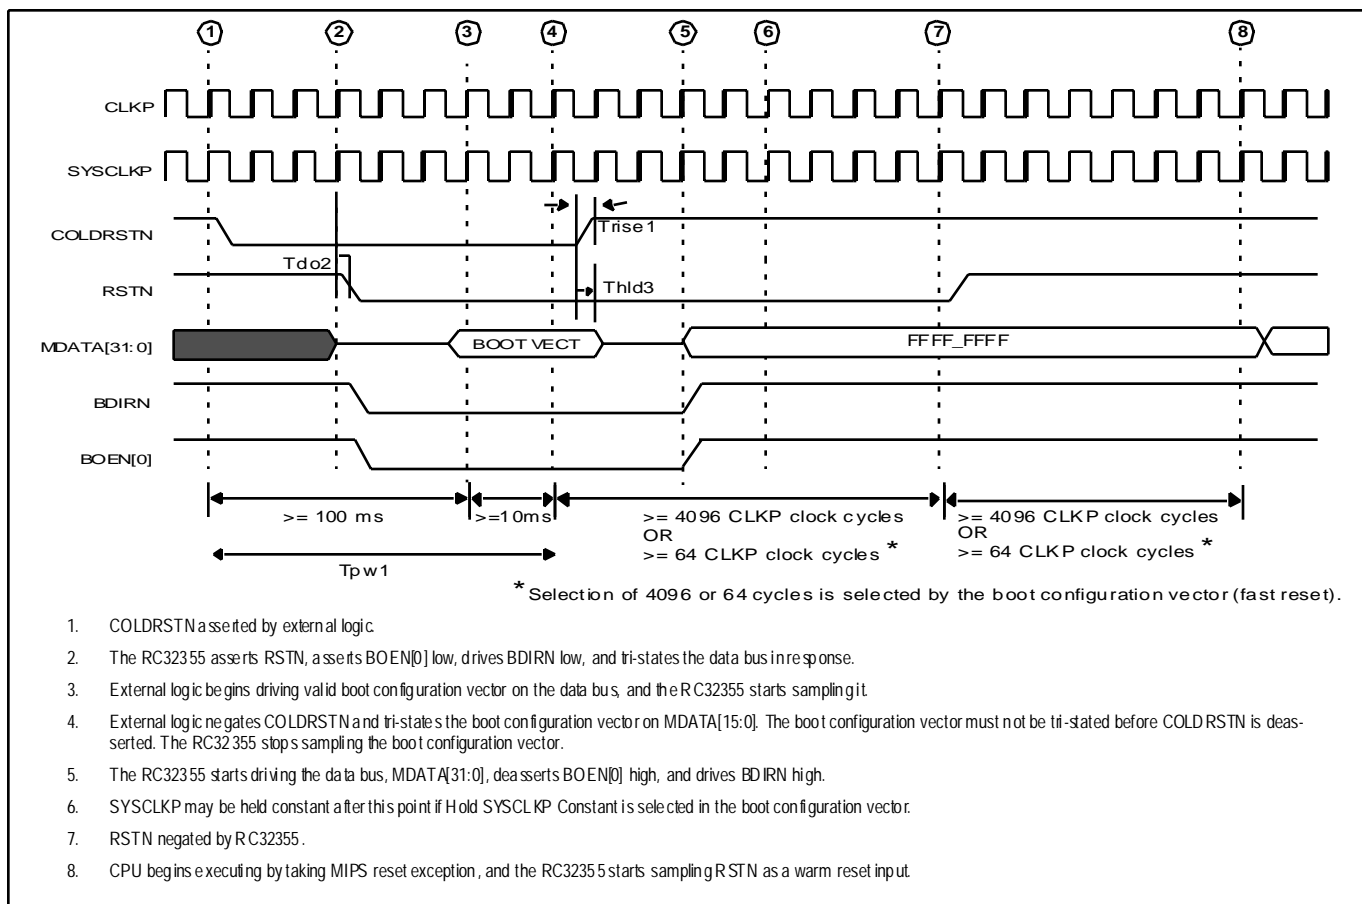 1 2 3 4 5 6 7 8
CLKP
SYSCLKP
COLDRSTN
Trise1
Tdo2
RSTN
Thld3
MDATA[31:0]
BOOT VECT
FFFF_FFFF
BDIRN
BOEN[0]
>= 100 ms
>=10ms
>= 4096 CLKP clock cycles
OR
>= 64 CLKP clock cycles *
>= 4096 CLKP clock cycles
OR
>= 64 CLKP clock cycles *
Tpw1
* Selection of 4096 or 64 cycles is selected by the boot configuration vector (fast reset).
1. COLDRSTN asserted by external logic.
2. The RC32355 asserts RSTN, asserts BOEN[0] low, drives BDIRN low, and tri-states the data bus in response.
3. External logic begins driving valid boot configuration vector on the data bus, and the RC32355 starts sampling it.
4. External logic negates COLDRSTN and tri-states the boot configuration vector on MDATA[15:0]. The boot configuration vector must not be tri-stated before COLDRSTN is deas-
serted. The RC32355 stops sampling the boot configuration vector.
5. The RC32355 starts driving the data bus, MDATA[31:0], deasserts BOEN[0] high, and drives BDIRN high.
6. SYSCLKP may be held constant after this point if Hold SYSCLKP Constant is selected in the boot configuration vector.
7. RSTN negated by RC32355.
8. CPU begins executing by taking MIPS reset exception, and the RC32355 starts sampling RSTN as a warm reset input.